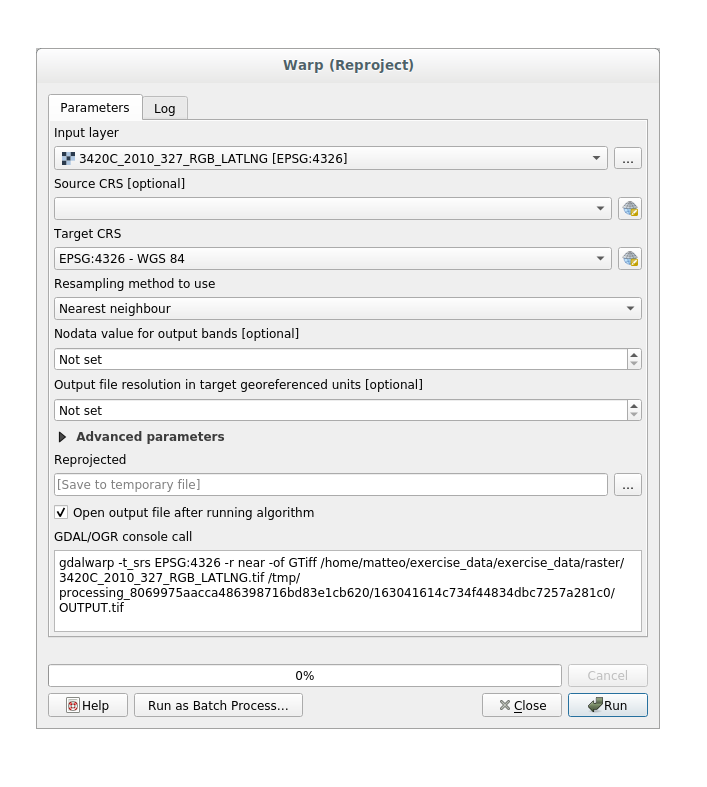 Warp (Reproject)
Parameters
Log
Input layer
3420C_2010_327_RGB_LATLNG [EPSG:4326]
...
Source CRS [optional]
Target CRS
EPSG:4326 - WGS 84
Resampling method to use
Nearest neighbour
Nodata value for output bands [optional]
Not set
Output file resolution in target georeferenced units [optional]
Not set
Advanced parameters
Reprojected
[Save to temporary file]
...
Open output file after running algorithm
GDAL/OGR console call
gdalwarp -t_srs EPSG:4326 -r near -of GTiff /home/matteo/exercise_data/exercise_data/raster/
3420C_2010_327_RGB_LATLNG.tif /tmp/
processing_8069975aacca486398716bd83e1cb620/163041614c734f44834dbc7257a281c0/
OUTPUT.tif
0%
Cancel
Help
Run as Batch Process...
Close
Run